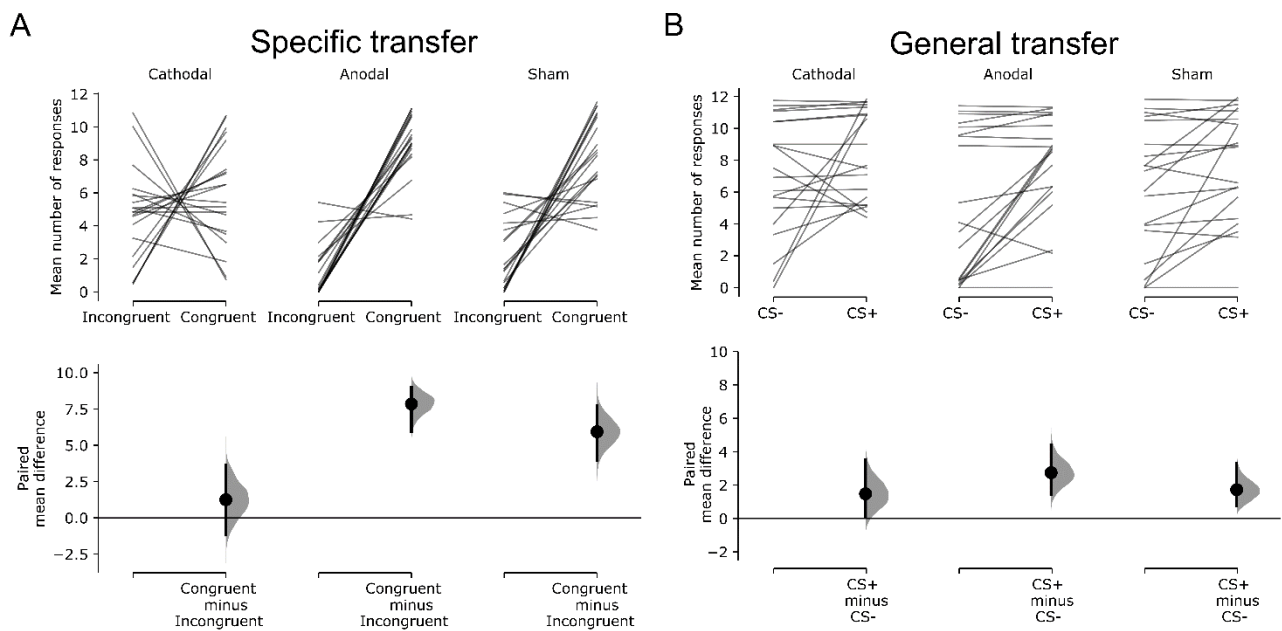 A
Specific transfer
Cathodal
Anodal
Sham
Mean number of responses
12
10
8
6
4
2
0
Incongruent
Congruent
Incongruent
Congruent
Incongruent
Congruent
Paired
mean difference
10.0
7.5
5.0
2.5
0.0
−2.5
Congruent
minus
Incongruent
Congruent
minus
Incongruent
Congruent
minus
Incongruent
B
General transfer
Cathodal
Anodal
Sham
Mean number of responses
12
10
8
6
4
2
0
CS-
CS+
CS-
CS+
CS-
CS+
Paired
mean difference
10
8
6
4
2
0
−2
CS+
minus
CS-
CS+
minus
CS-
CS+
minus
CS-